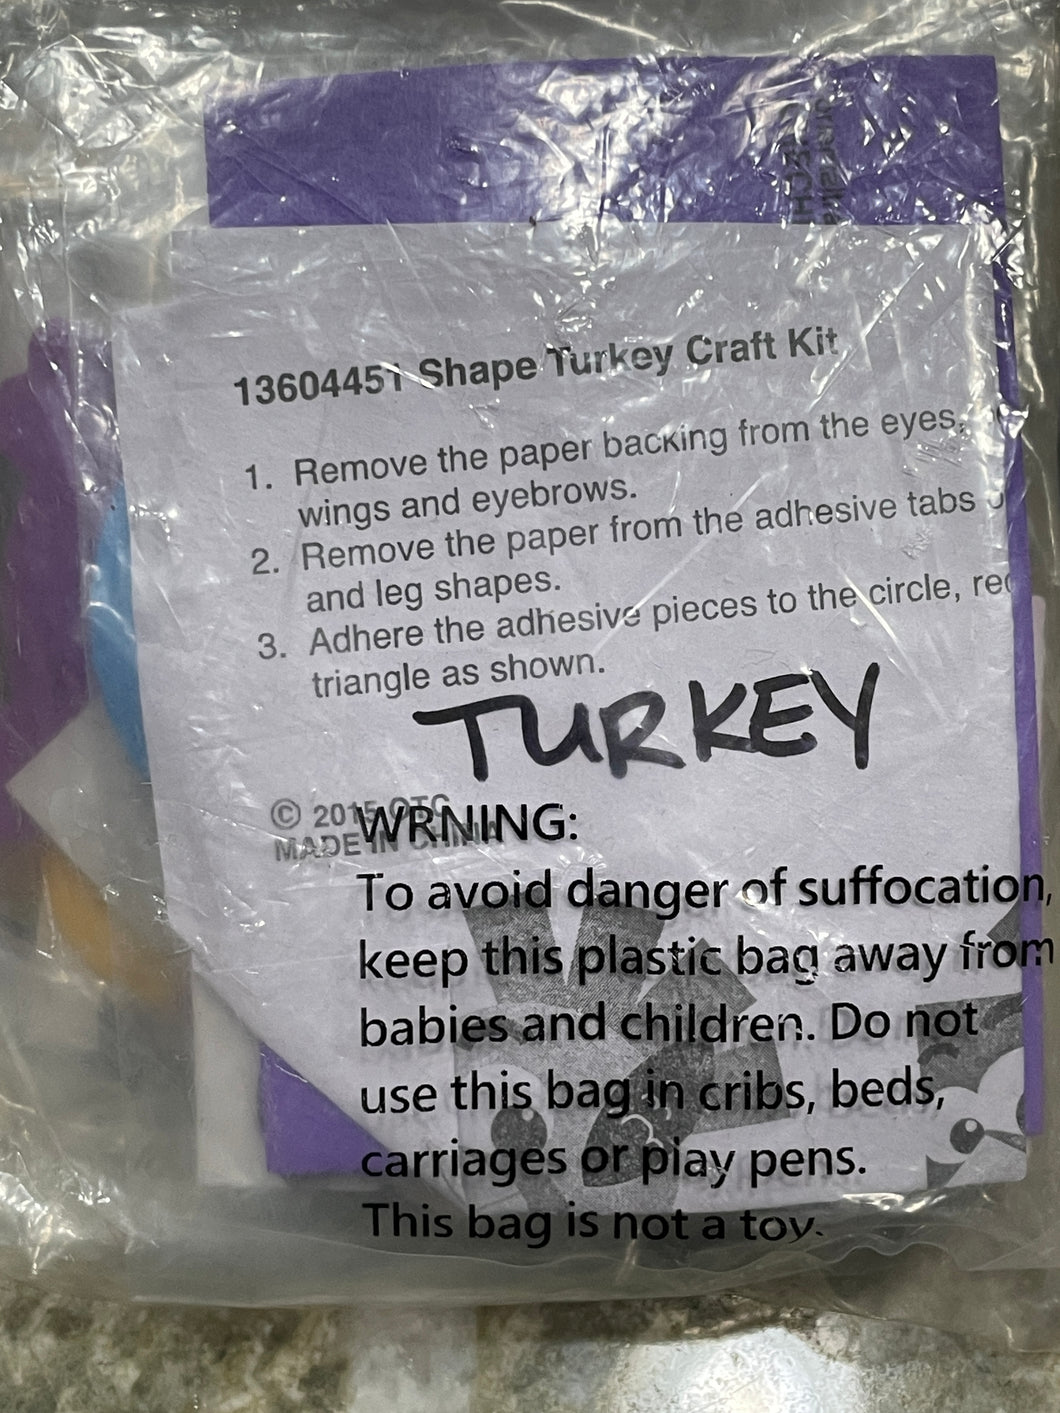 13604451 Shape Turkey Craft Kit
1. Remove the paper backing from the eyes,
wings and eyebrows.
2. Remove the paper from the adhesive tabs
and leg shapes.
3. Adhere the adhesive pieces to the circle,
triangle as shown.
TURKEY
© 2015 OTC
MADE IN CHINA
WRNING:
To avoid danger of suffocation,
keep this plastic bag away from
babies and children. Do not
use this bag in cribs, beds,
carriages or play pens.
This bag is not a toy.